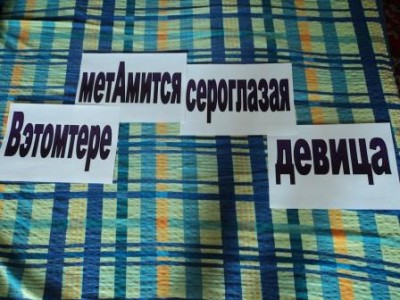 Вэтомтере
метАмится
сероглазая
девица